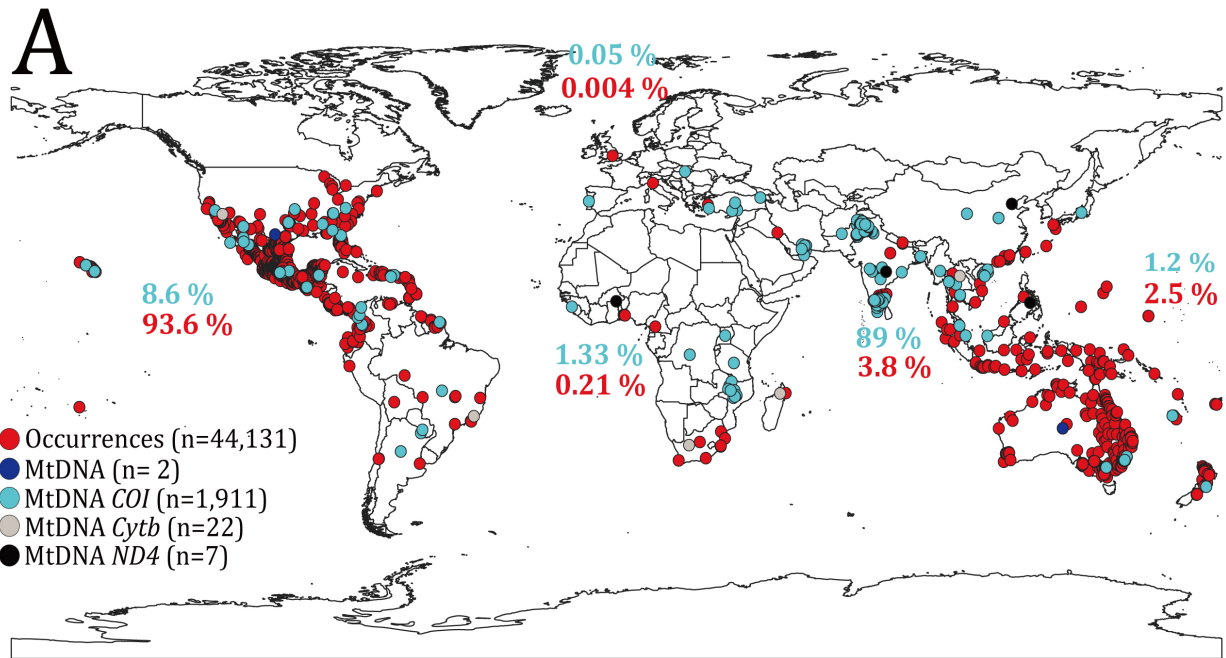 A
0.05 %
0.004 %
8.6 %
93.6 %
1.33 %
0.21 %
89 %
3.8 %
1.2 %
2.5 %
Occurrences (n=44,131)
MtDNA (n= 2)
MtDNA COI (n=1,911)
MtDNA Cytb (n=22)
MtDNA ND4 (n=7)